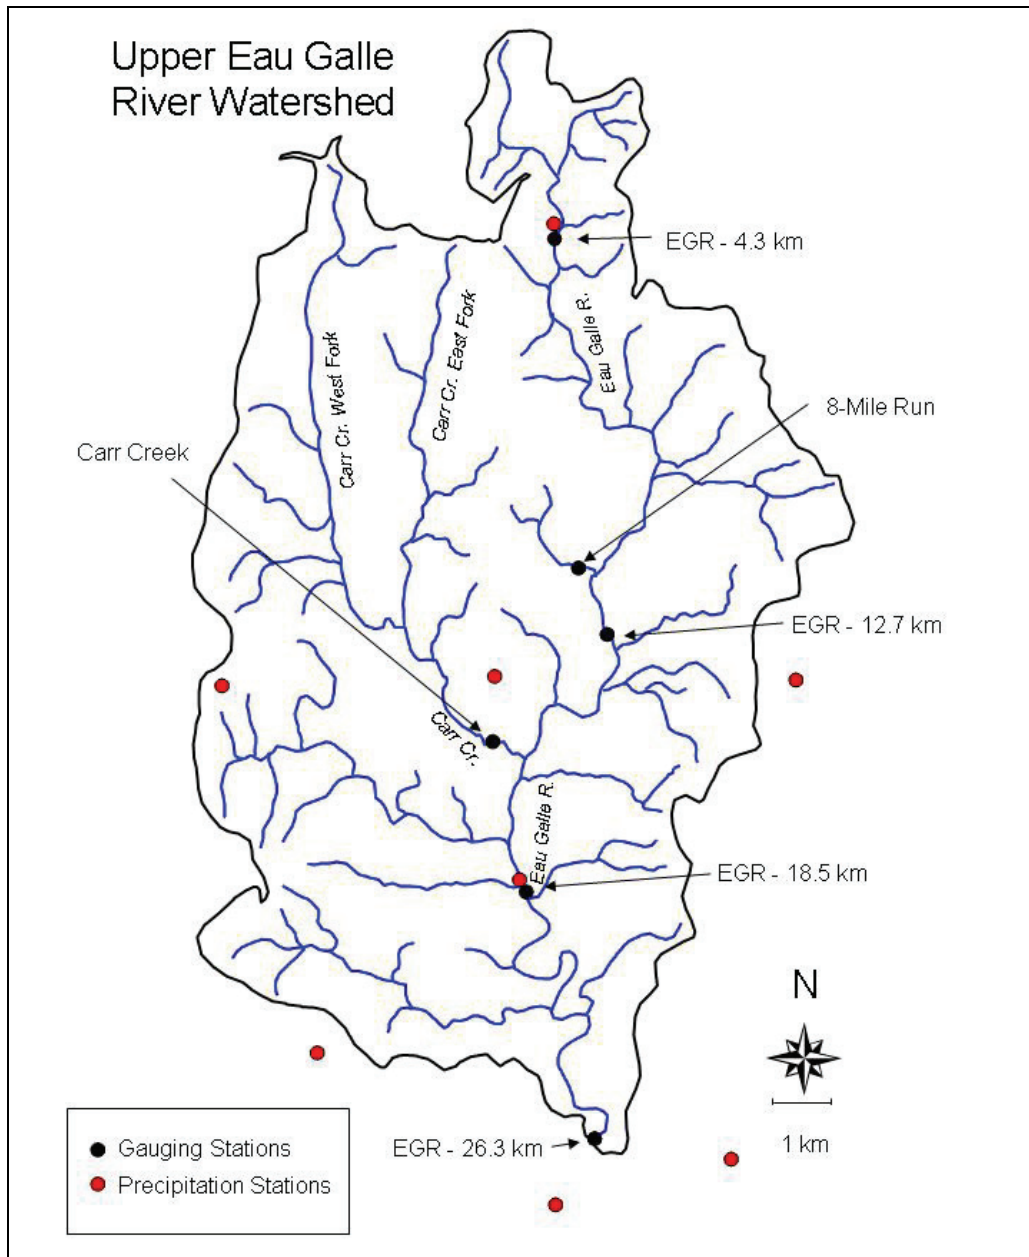 Upper Eau Galle
River Watershed
EGR - 4.3 km
Eau Galle R.
Carr Cr. East Fork
Carr Cr. West Fork
8-Mile Run
Carr Creek
EGR - 12.7 km
Carr Cr.
Eau Galle R.
EGR - 18.5 km
N
1 km
EGR - 26.3 km
Gauging Stations
Precipitation Stations